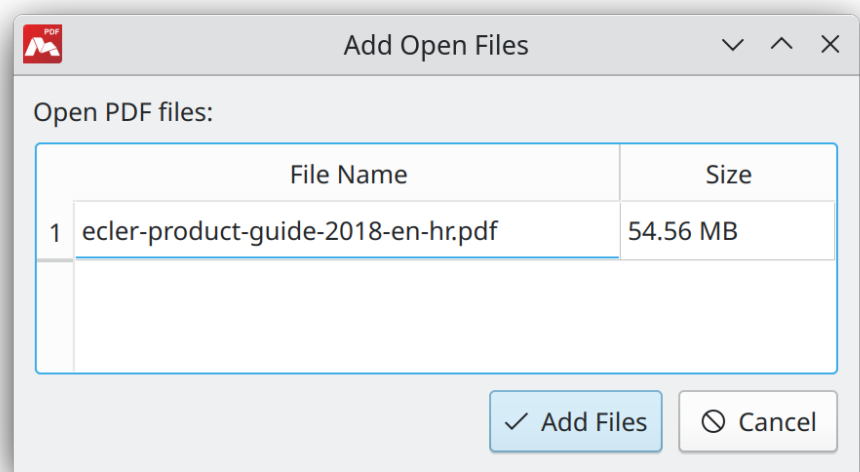 PDF
Add Open Files
Open PDF files:
File Name Size
1 ecler-product-guide-2018-en-hr.pdf 54.56 MB
Add Files Cancel